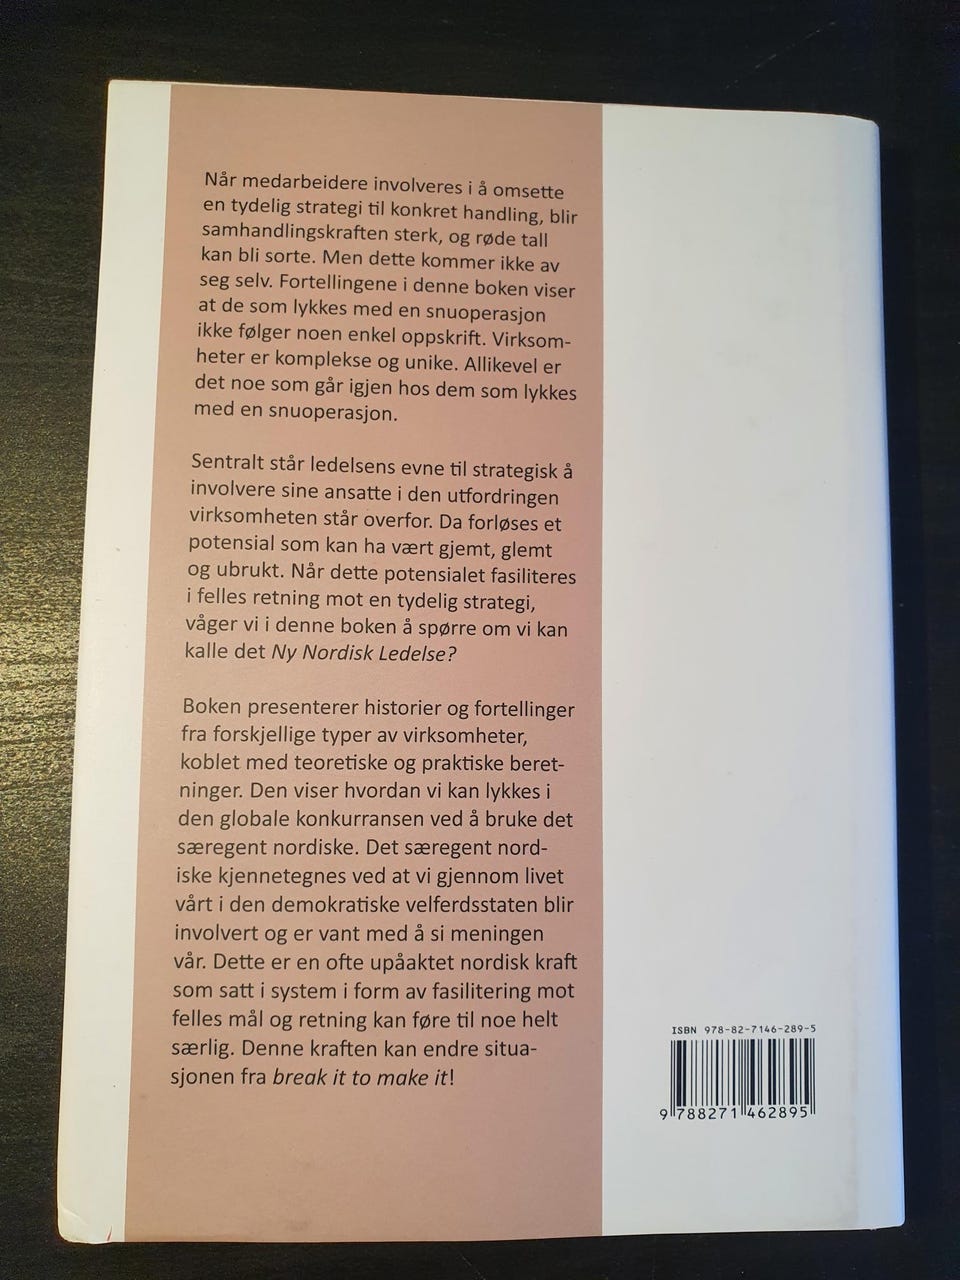 Når medarbeidere involveres i å omsette
en tydelig strategi til konkret handling, blir
samhandlingskraften sterk, og røde tall
kan bli sorte. Men dette kommer ikke av
seg selv. Fortellingene i denne boken viser
at de som lykkes med en snuoperasjon
ikke følger noen enkel oppskrift. Virksom-
heter er komplekse og unike. Allikevel er
det noe som går igjen hos dem som lykkes
med en snuoperasjon.
Sentralt står ledelsens evne til strategisk å
involvere sine ansatte i den utfordringen
virksomheten står overfor. Da forløses et
potensial som kan ha vært gjemt, glemt
og ubrukt. Når dette potensialet fasiliteres
i felles retning mot en tydelig strategi,
våger vi i denne boken å spørre om vi kan
kalle det Ny Nordisk Ledelse?
Boken presenterer historier og fortellinger
fra forskjellige typer av virksomheter,
koblet med teoretiske og praktiske beret-
ninger. Den viser hvordan vi kan lykkes i
den globale konkurransen ved å bruke det
særegent nordiske. Det særegent nord-
iske kjennetegnes ved at vi gjennom livet
vårt i den demokratiske velferdsstaten blir
involvert og er vant med å si meningen
vår. Dette er en ofte upåaktet nordisk kraft
som satt i system i form av fasilitering mot
felles mål og retning kan føre til noe helt
særlig. Denne kraften kan endre situa-
sjonen fra break it to make it!
ISBN 978-82-7146-289-5
9 788271 462895